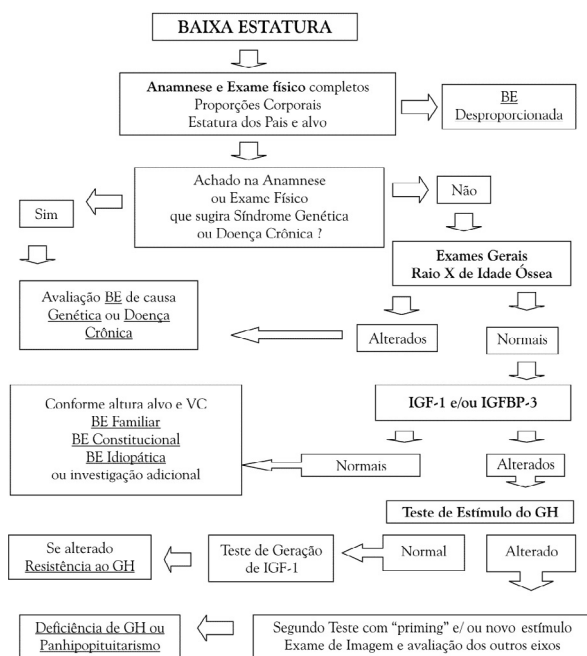 BAIXA ESTATURA
Anamnese e Exame físico completos
Proporções Corporais
Estatura dos Pais e alvo
BE
Desproporcionada
Achado na Anamnese
ou Exame Físico
que sugira Síndrome Genética
ou Doença Crônica ?
Não
Sim
Exames Gerais
Raio X de Idade Óssea
Avaliação BE de causa
Genética ou Doença
Crônica
Alterados
Normais
IGF-1 e/ou IGFBP-3
Conforme altura alvo e VC
BE Familiar
BE Constitucional
BE Idiopática
ou investigação adicional
Normais
Alterados
Teste de Estímulo do GH
Se alterado
Resistência ao GH
Teste de Geração
de IGF-1
Normal
Alterado
Deficiência de GH ou
Panhipopituitarismo
Segundo Teste com “priming” e/ ou novo estímulo
Exame de Imagem e avaliação dos outros eixos